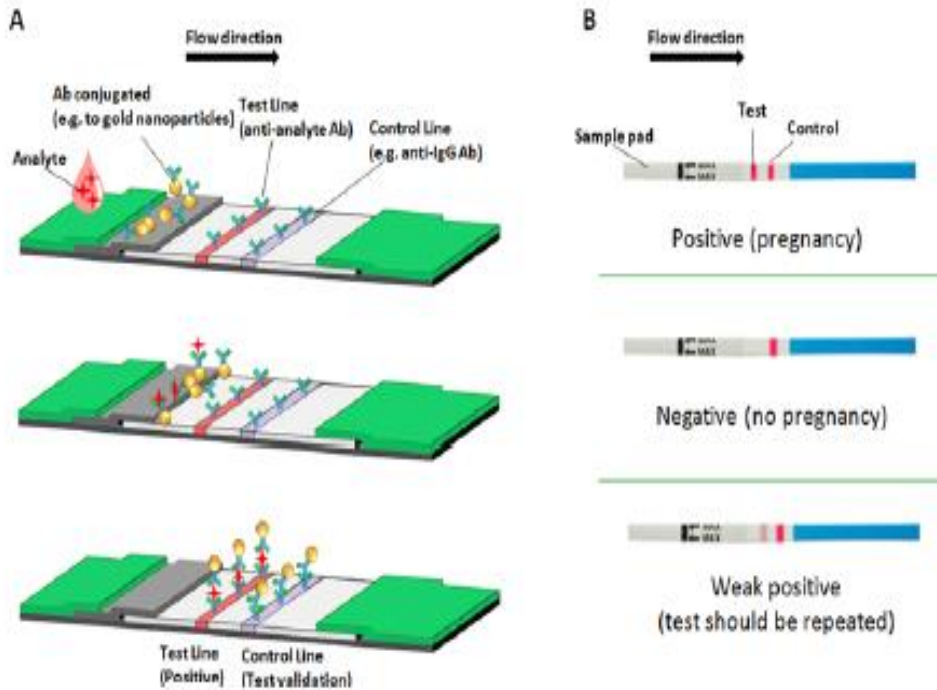 A
Flow direction
Ab conjugated
(e.g. to gold nanoparticles)
Test Line
(anti-analyte Ab)
Control Line
(e.g. anti-IgG Ab)
Analyte
Test Line
(Positive)
Control Line
(Test validation)
B
Flow direction
Test
Control
Sample pad
Positive (pregnancy)
Negative (no pregnancy)
Weak positive
(test should be repeated)